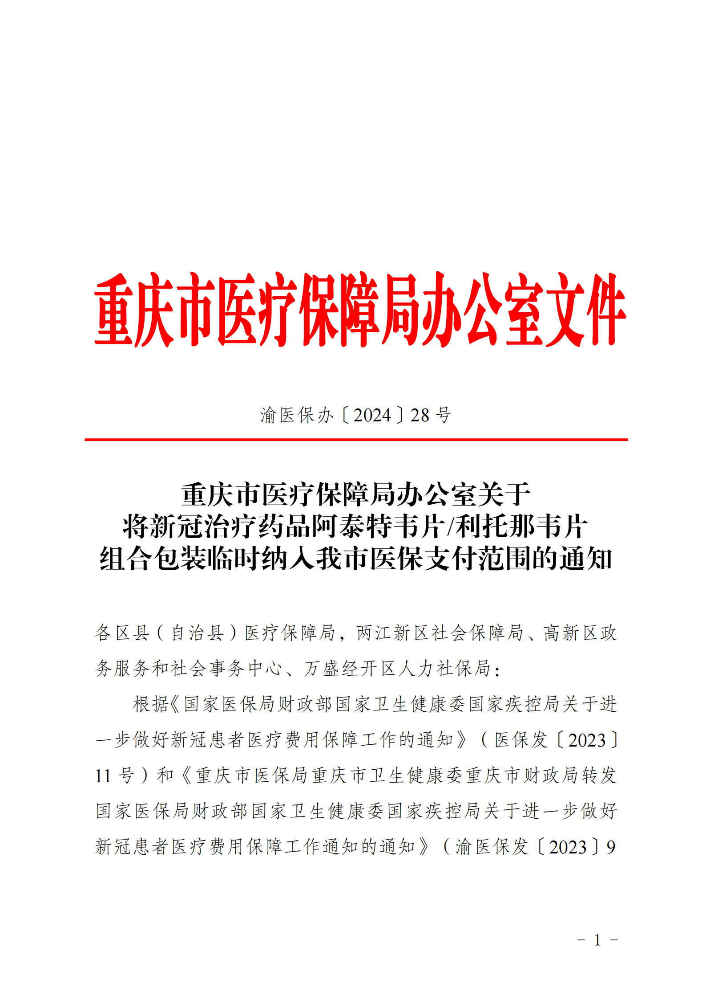 重庆市医疗保障局办公室文件
渝医保办〔2024〕28 号
重庆市医疗保障局办公室关于
将新冠治疗药品阿泰特韦片/利托那韦片
组合包装临时纳入我市医保支付范围的通知
各区县（自治县）医疗保障局，两江新区社会保障局、高新区政
务服务和社会事务中心、万盛经开区人力社保局：
根据《国家医保局财政部国家卫生健康委国家疾控局关于进
一步做好新冠患者医疗费用保障工作的通知》（医保发〔2023〕
11 号）和《重庆市医保局重庆市卫生健康委重庆市财政局转发
国家医保局财政部国家卫生健康委国家疾控局关于进一步做好
新冠患者医疗费用保障工作通知的通知》（渝医保发〔2023〕9
- 1 -